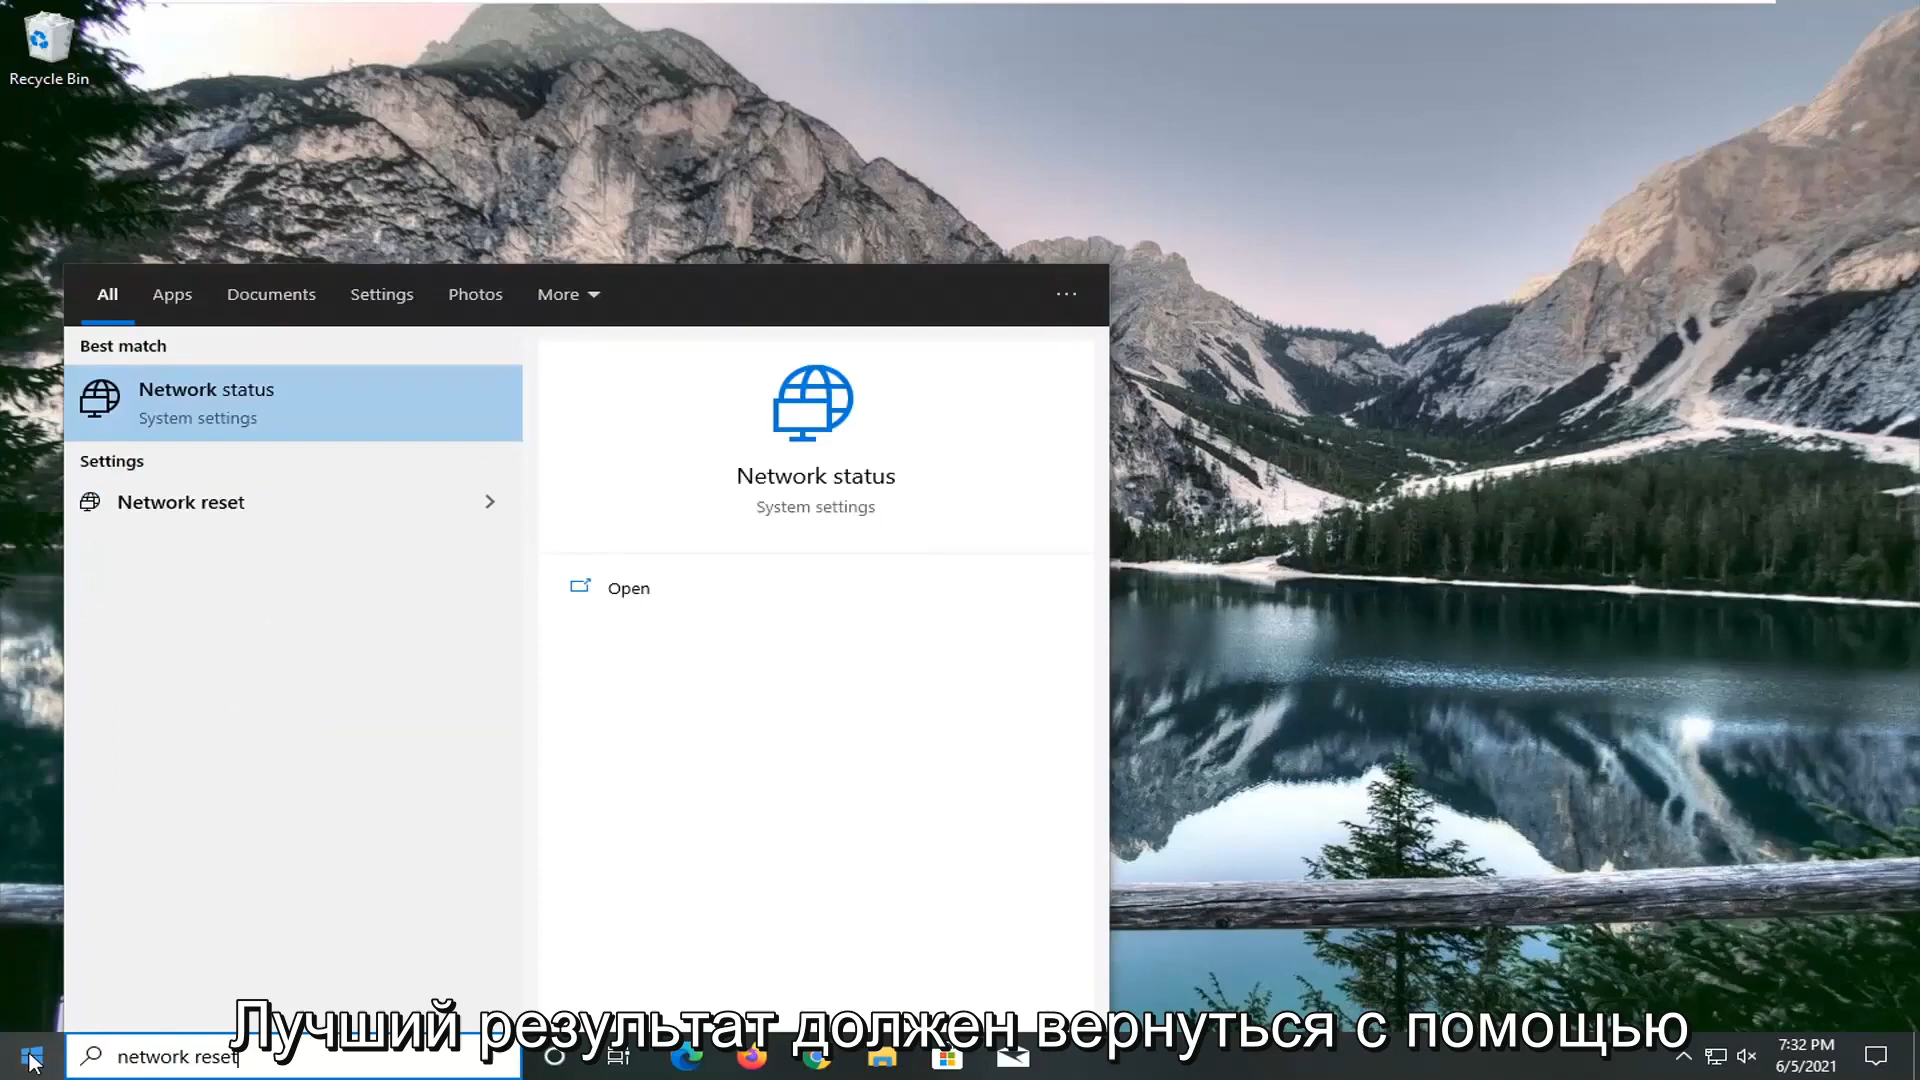 Recycle Bin
All
Apps
Documents
Settings
Photos
More
Best match
Network status
System settings
Settings
Network reset
Network status
System settings
Open
Лучший результат должен вернуться с помощью
network reset
7:32 PM
6/5/2021